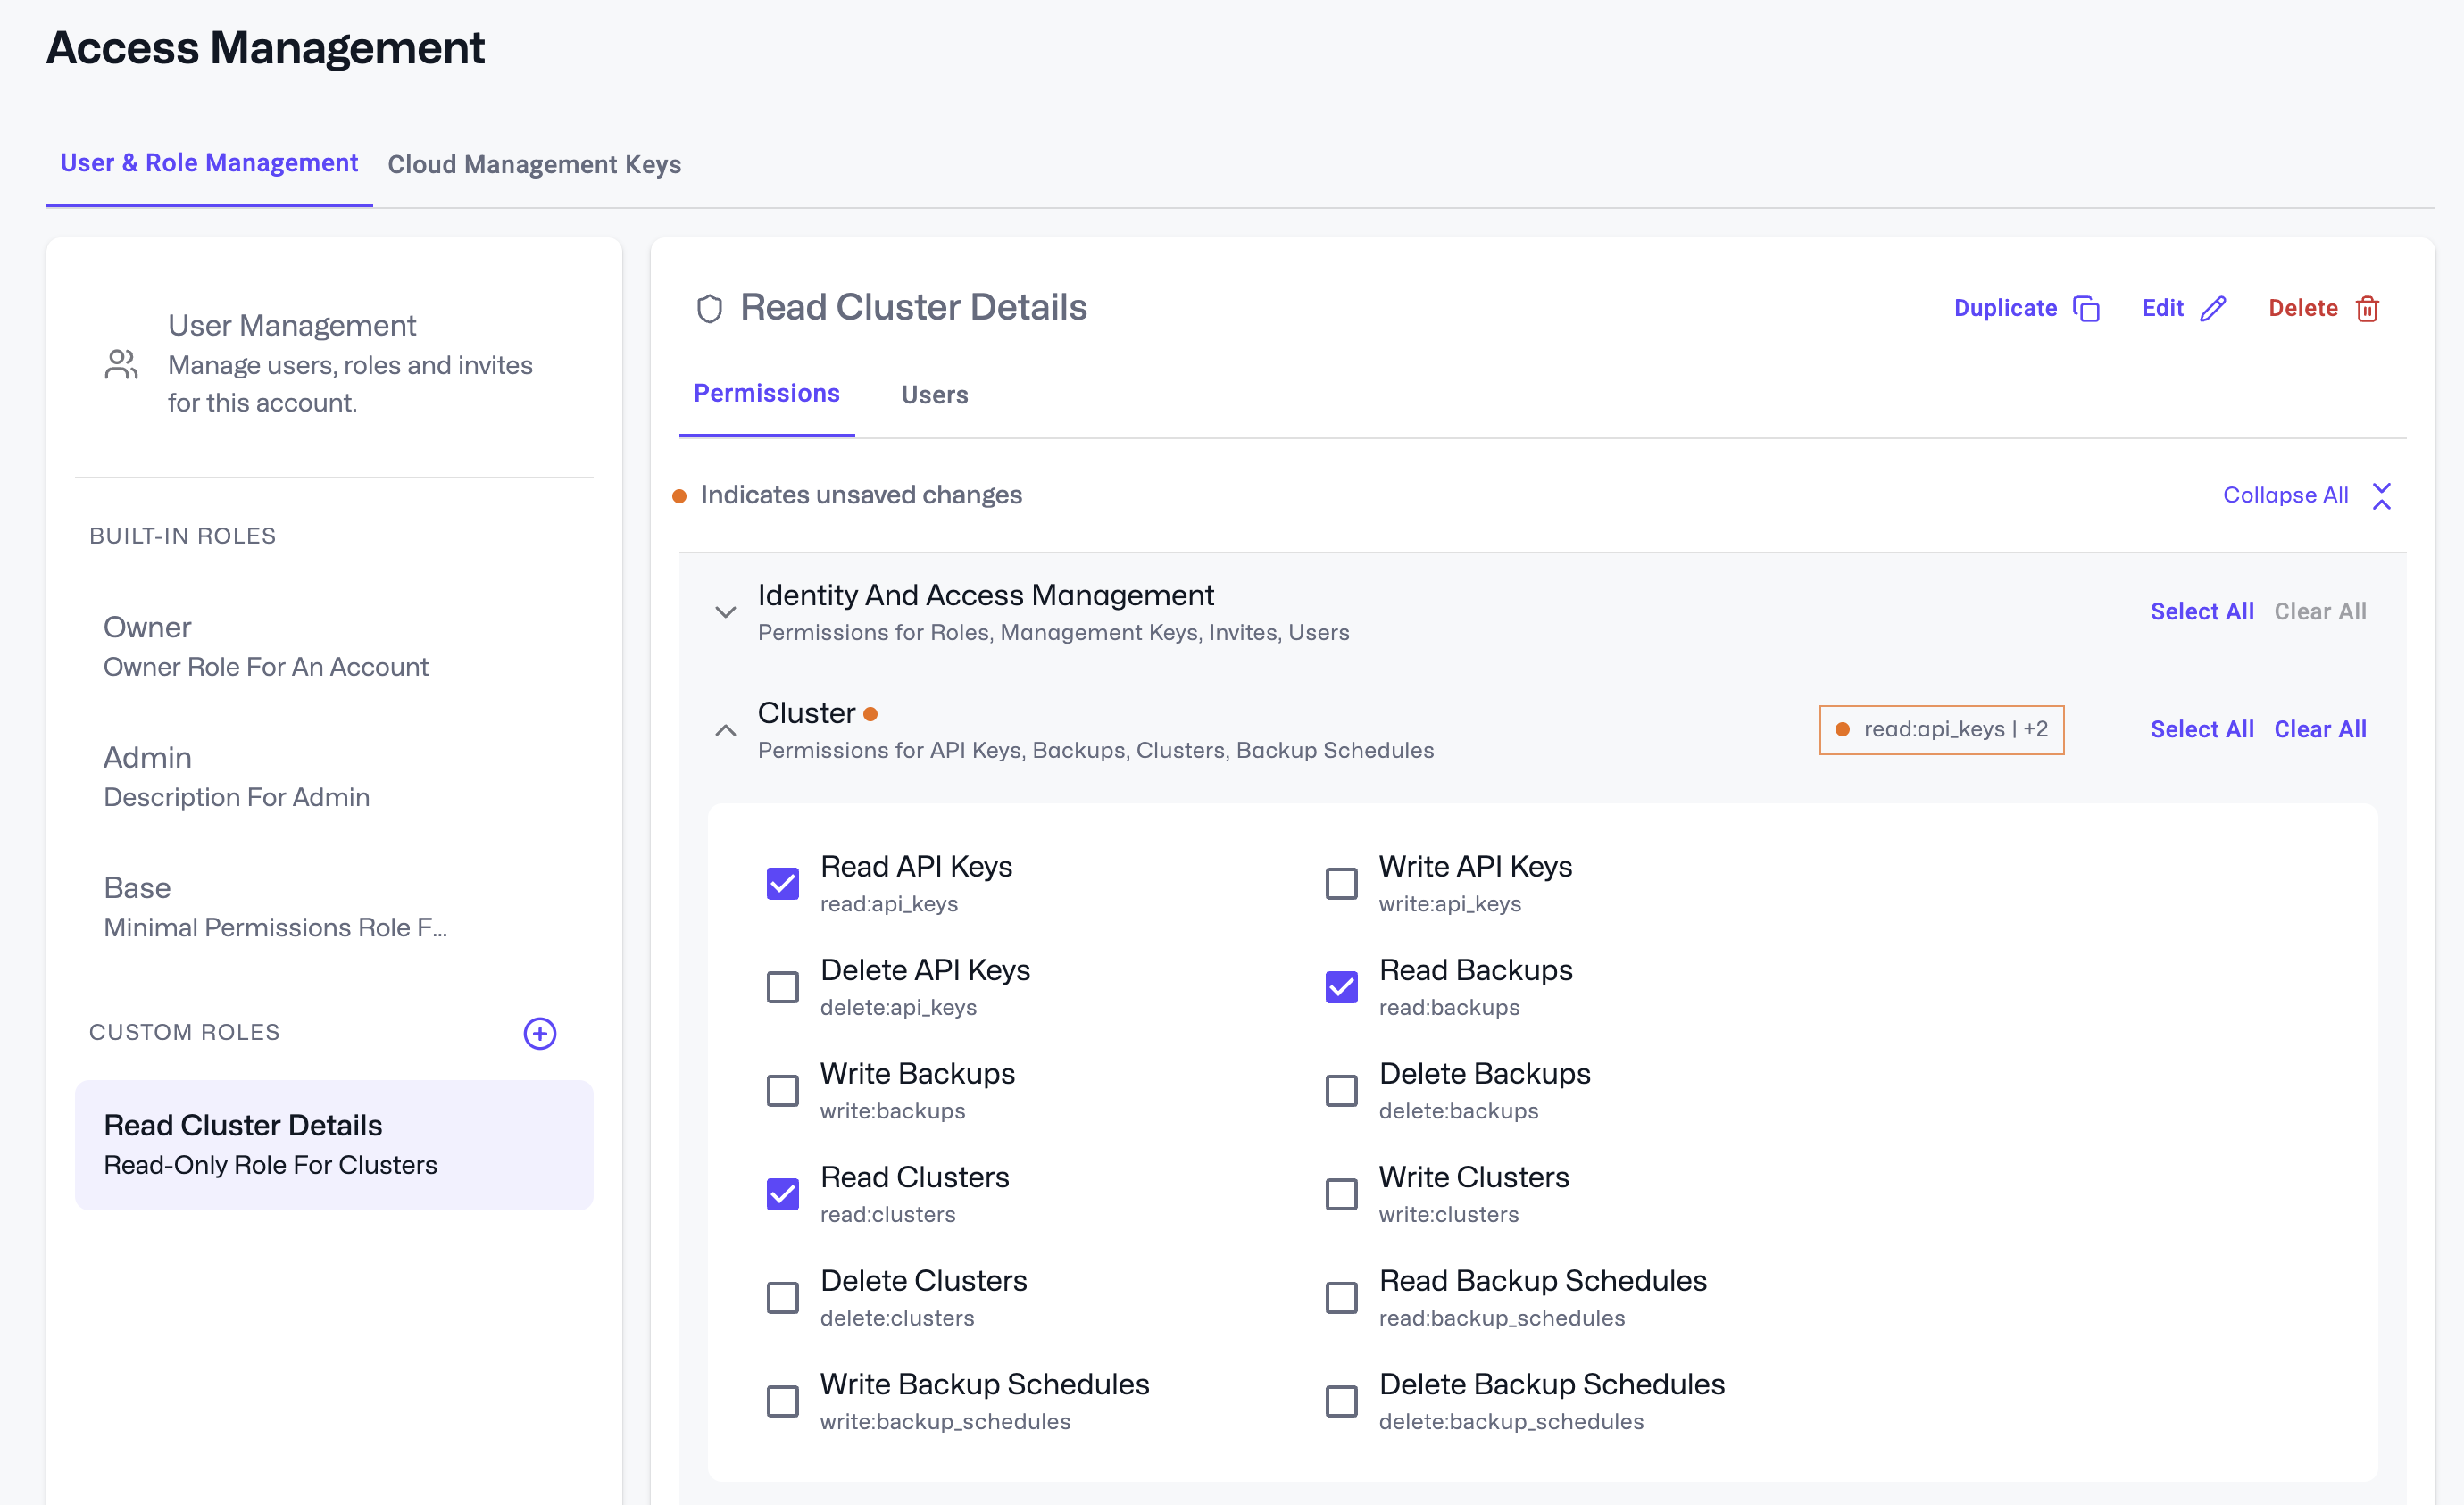 Access Management
User & Role Management
Cloud Management Keys
User Management
Manage users, roles and invites
for this account.
BUILT-IN ROLES
Owner
Owner Role For An Account
Admin
Description For Admin
Base
Minimal Permissions Role F...
CUSTOM ROLES
Read Cluster Details
Read-Only Role For Clusters
Read Cluster Details
Duplicate
Edit
Delete
Permissions
Users
Indicates unsaved changes
Collapse All
Identity And Access Management
Permissions for Roles, Management Keys, Invites, Users
Select All
Clear All
Cluster
Permissions for API Keys, Backups, Clusters, Backup Schedules
read:api_keys | +2
Select All
Clear All
Read API Keys
read:api_keys
Write API Keys
write:api_keys
Delete API Keys
delete:api_keys
Read Backups
read:backups
Write Backups
write:backups
Delete Backups
delete:backups
Read Clusters
read:clusters
Write Clusters
write:clusters
Delete Clusters
delete:clusters
Read Backup Schedules
read:backup_schedules
Write Backup Schedules
write:backup_schedules
Delete Backup Schedules
delete:backup_schedules